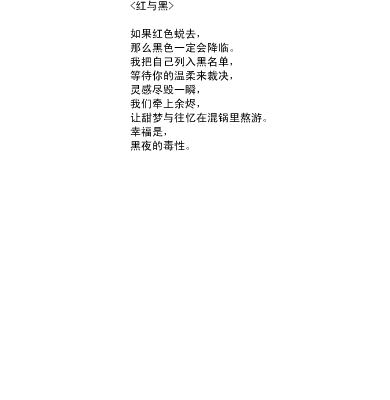 <红与黑>
如果红色蜕去，
那么黑色一定会降临。
我把自己列入黑名单，
等待你的温柔来裁决，
灵感尽毁一瞬，
我们牵上余烬，
让甜梦与往忆在混锅里熬游。
幸福是，
黑夜的毒性。